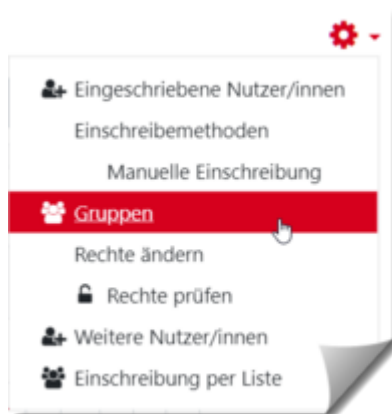 Eingeschriebene Nutzer/innen
Einschreibemethoden
Manuelle Einschreibung
Gruppen
Rechte ändern
Rechte prüfen
Weitere Nutzer/innen
Einschreibung per Liste